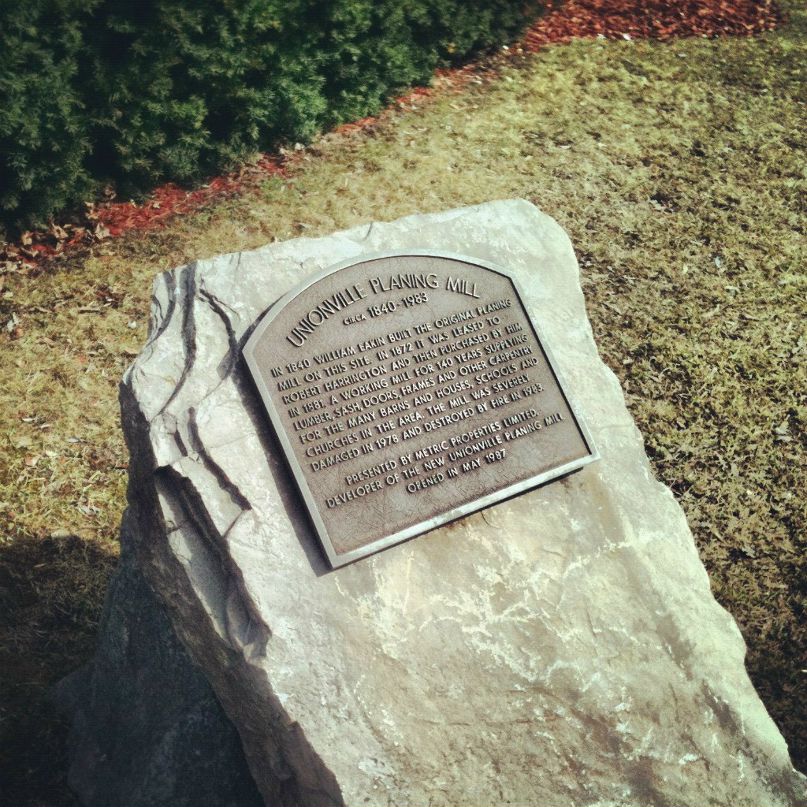 UNIONVILLE PLANING MILL
CIRCA 1840-1983
IN 1840 WILLIAM EAKIN BUILT THE ORIGINAL PLANING
MILL ON THIS SITE. IN 1872 IT WAS LEASED TO
ROBERT HARRINGTON AND THEN PURCHASED BY HIM
IN 1881. A WORKING MILL FOR 140 YEARS SUPPLYING
LUMBER, SASH, DOORS, FRAMES AND OTHER CARPENTRY
FOR THE MANY BARNS AND HOUSES, SCHOOLS AND
CHURCHES IN THE AREA. THE MILL WAS SEVERELY
DAMAGED IN 1978 AND DESTROYED BY FIRE IN 1983.
PRESENTED BY METRIC PROPERTIES LIMITED,
DEVELOPER OF THE NEW UNIONVILLE PLANING MILL
OPENED IN MAY 1987